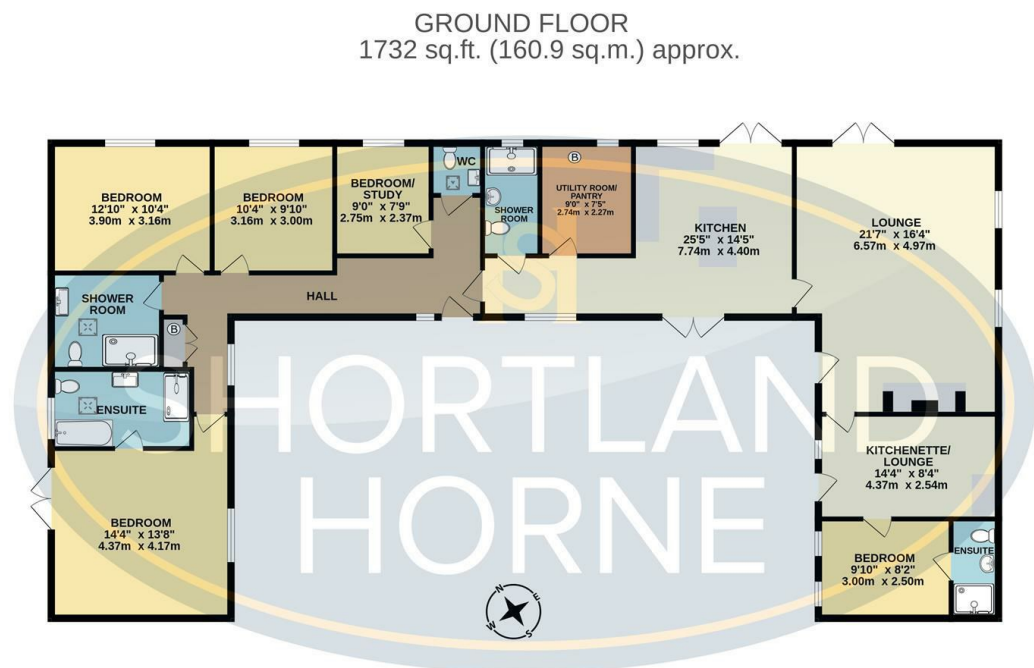 GROUND FLOOR
1732 sq.ft. (160.9 sq.m.) approx.
BEDROOM
12'10" x 10'4"
3.90m x 3.16m
BEDROOM
10'4" x 9'10"
3.16m x 3.00m
BEDROOM/
STUDY
9'0" x 7'9"
2.75m x 2.37m
WC
SHOWER
ROOM
B
UTILITY ROOM/
PANTRY
9'0" x 7'5"
2.74m x 2.27m
KITCHEN
25'5" x 14'5"
7.74m x 4.40m
LOUNGE
21'7" x 16'4"
6.57m x 4.97m
HALL
SHOWER
ROOM
B
ENSUITE
BEDROOM
14'4" x 13'8"
4.37m x 4.17m
KITCHENETTE/
LOUNGE
14'4" x 8'4"
4.37m x 2.54m
BEDROOM
9'10" x 8'2"
3.00m x 2.50m
ENSUITE
SHORTLAND
HORNE
N
E
W
S